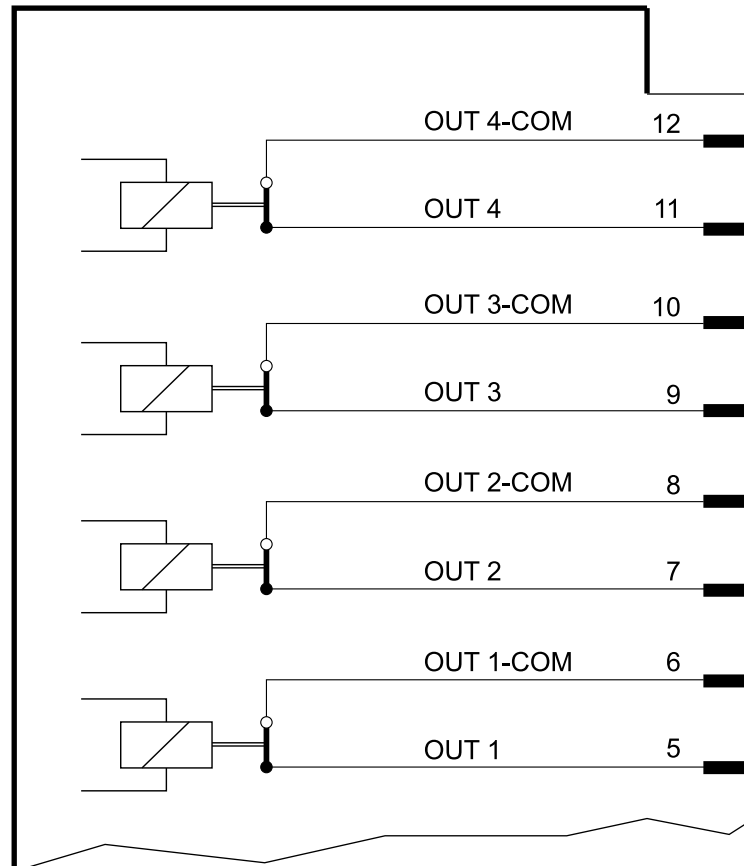 OUT 4-COM 12
OUT 4 11
OUT 3-COM 10
OUT 3 9
OUT 2-COM 8
OUT 2 7
OUT 1-COM 6
OUT 1 5